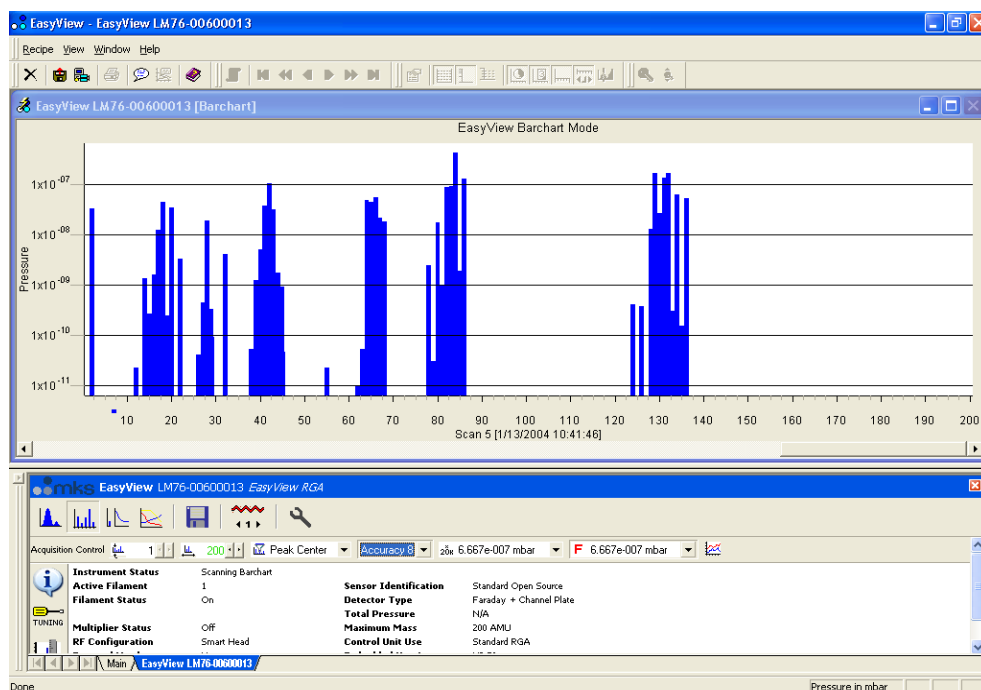 EasyView - EasyView LM76-00600013
Recipe View Window Help
EasyView LM76-00600013 [Barchart]
EasyView Barchart Mode
Pressure
1x10 -07
1x10 -08
1x10 -09
1x10 -10
1x10 -11
10 20 30 40 50 60 70 80 90 100 110 120 130 140 150 160 170 180 190 200
Scan 5 [1/13/2004 10:41:46]
mks EasyView LM76-00600013 EasyView RGA
Acquisition Control 1 200 Peak Center Accuracy 8 6.667e-007 mbar F 6.667e-007 mbar
Instrument Status Scanning Barchart
Active Filament 1 Sensor Identification Standard Open Source
Filament Status On Detector Type Faraday + Channel Plate
TUNING Total Pressure N/A
Multiplier Status Off Maximum Mass 200 AMU
RF Configuration Smart Head Control Unit Use Standard RGA
Main EasyView LM76-00600013
Done Pressure in mbar